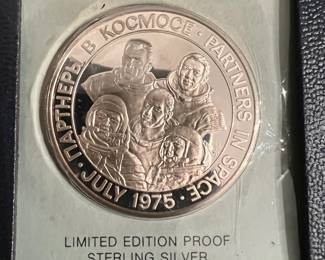 ПАРТНЕРЫ В КОСМОСЕ · PARTNERS IN SPACE ·
JULY 1975 ·
LIMITED EDITION PROOF
STERLING SILVER